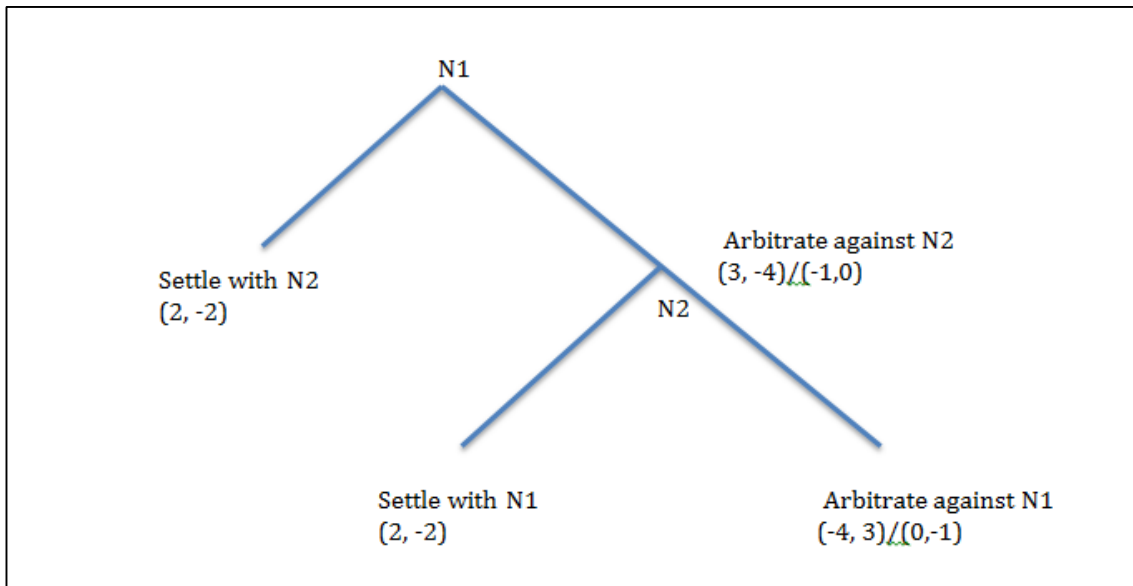 N1
Arbitrate against N2
(3, -4)/(-1,0)
Settle with N2
(2, -2)
N2
Settle with N1
(2, -2)
Arbitrate against N1
(-4, 3)/(0,-1)